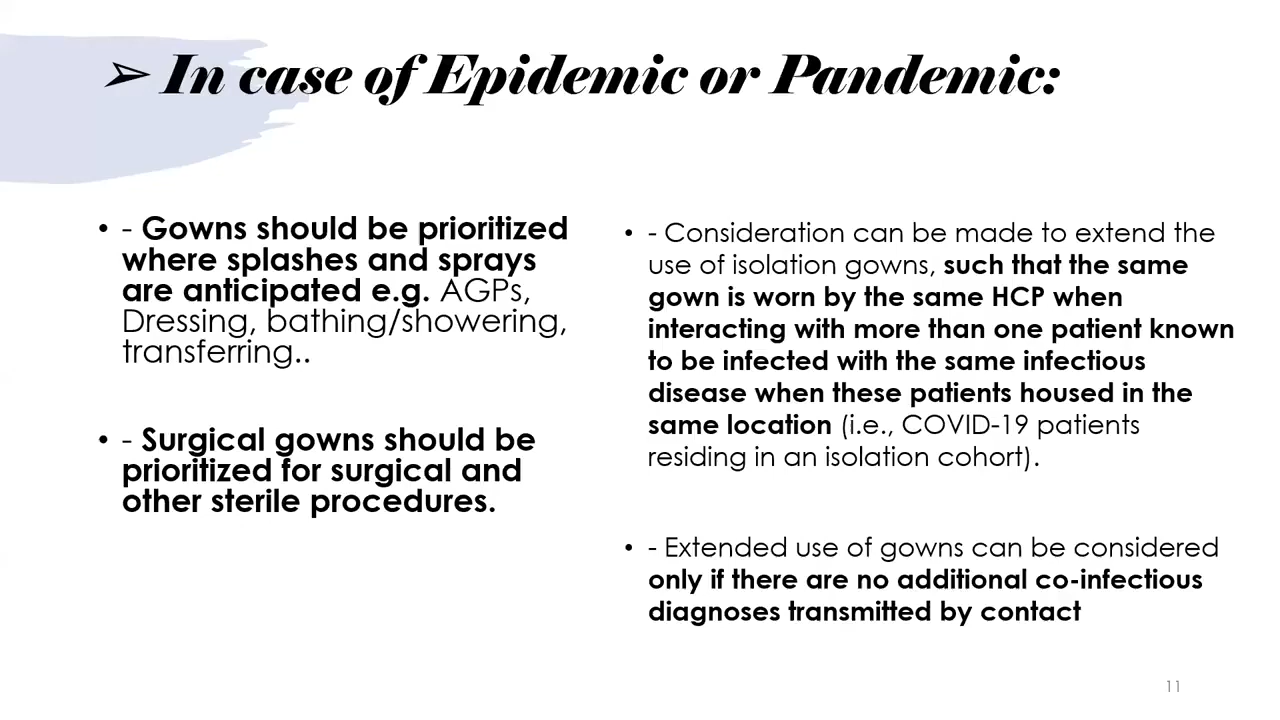 ➢ In case of Epidemic or Pandemic:
• - Gowns should be prioritized
where splashes and sprays
are anticipated e.g. AGPs,
Dressing, bathing/showering,
transferring..
• - Surgical gowns should be
prioritized for surgical and
other sterile procedures.
• - Consideration can be made to extend the
use of isolation gowns, such that the same
gown is worn by the same HCP when
interacting with more than one patient known
to be infected with the same infectious
disease when these patients housed in the
same location (i.e., COVID-19 patients
residing in an isolation cohort).
• - Extended use of gowns can be considered
only if there are no additional co-infectious
diagnoses transmitted by contact
11